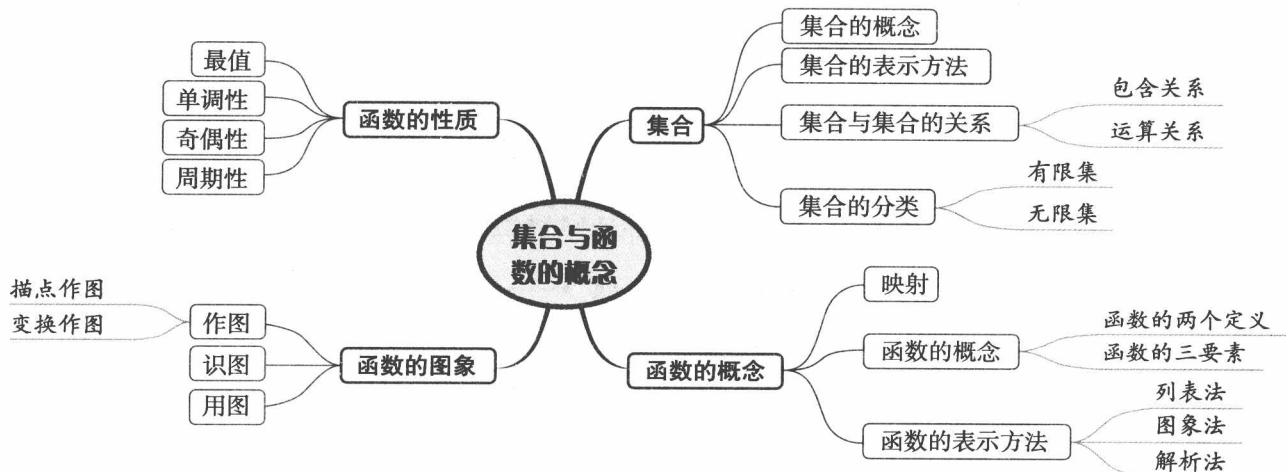 集合与函
数的概念
集合
集合的概念
集合的表示方法
集合与集合的关系
包含关系
运算关系
集合的分类
有限集
无限集
函数的概念
映射
函数的概念
函数的两个定义
函数的三要素
函数的表示方法
列表法
图象法
解析法
函数的性质
最值
单调性
奇偶性
周期性
函数的图象
作图
描点作图
变换作图
识图
用图